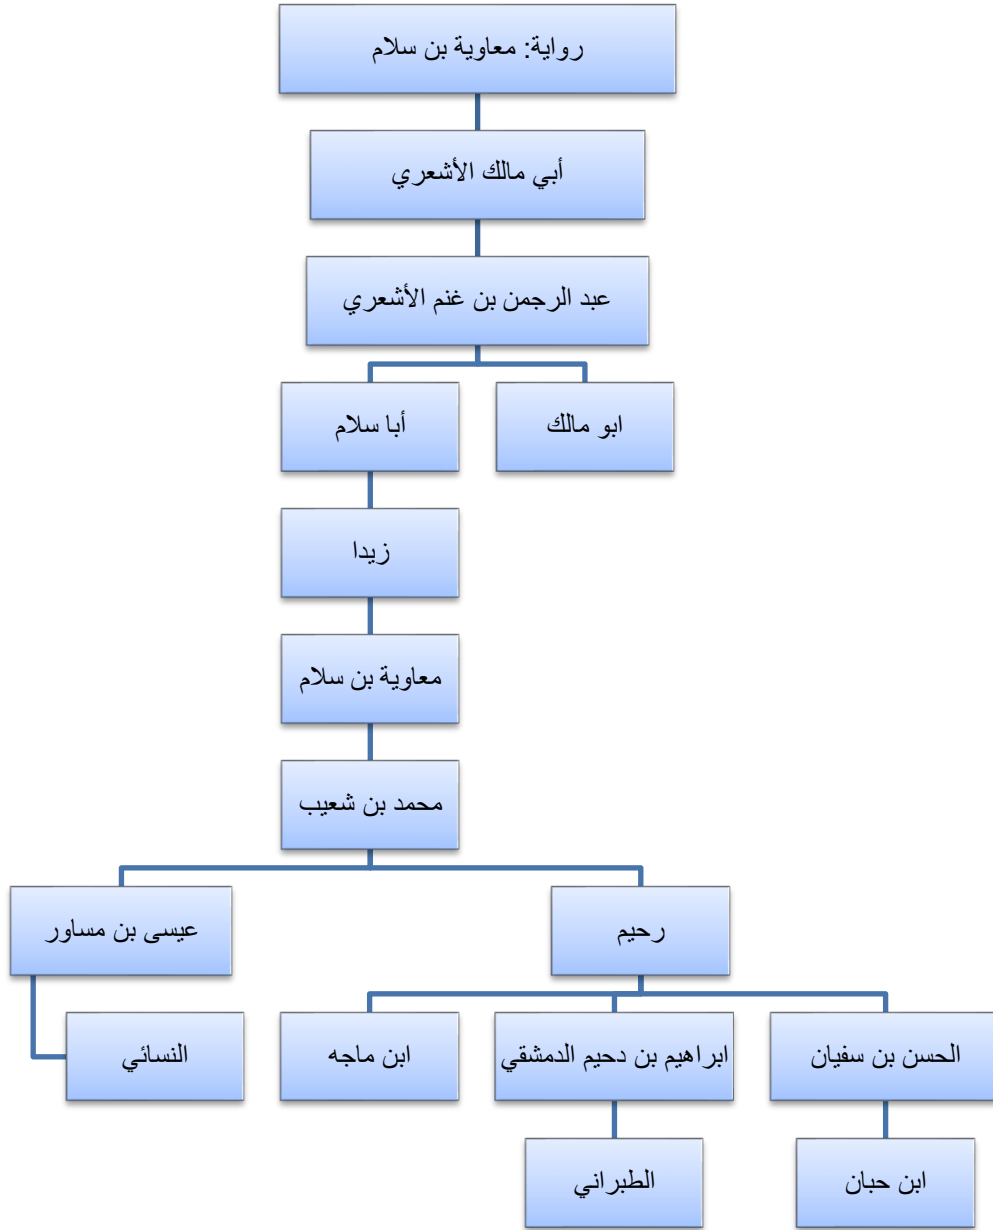 رواية: معاوية بن سلام
أبي مالك الأشعري
عبد الرجمن بن غنم الأشعري
ابو مالك
أبا سلام
زيدا
معاوية بن سلام
محمد بن شعيب
رحيم
عيسى بن مساور
الحسن بن سفيان
ابراهيم بن دحيم الدمشقي
ابن ماجه
النسائي
ابن حبان
الطبراني